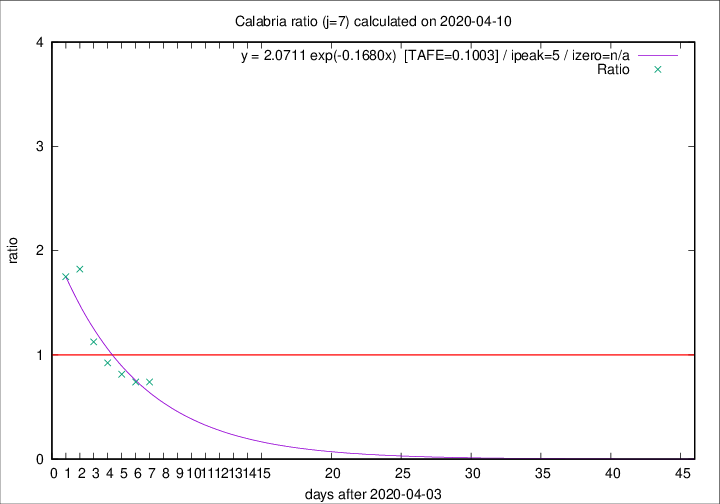 Calabria ratio (j=7) calculated on 2020-04-10
y = 2.0711 exp(-0.1680x)  [TAFE=0.1003] / ipeak=5 / izero=n/a
Ratio
4
3
2
1
0
ratio
0 1 2 3 4 5 6 7 8 9 10 11 12 13 14 15 20 25 30 35 40 45
days after 2020-04-03